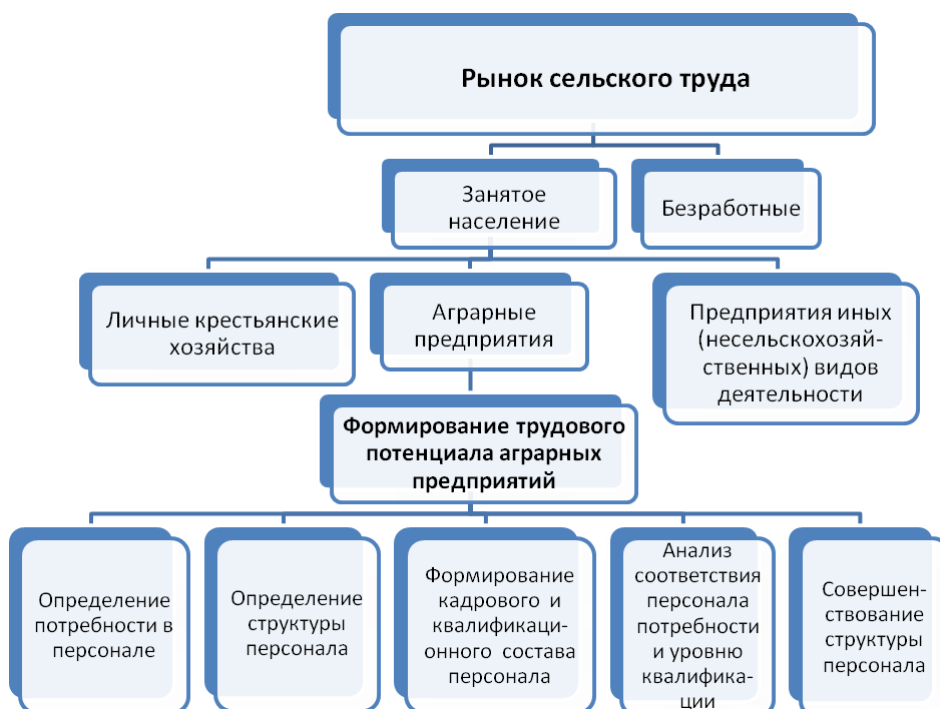 Рынок сельского труда
Занятое
население
Безработные
Личные крестьянские
хозяйства
Аграрные
предприятия
Предприятия иных
(несельскохозяй-
ственных) видов
деятельности
Формирование трудового
потенциала аграрных
предприятий
Определение
потребности в
персонале
Определение
структуры
персонала
Формирование
кадрового и
квалификаци-
онного состава
персонала
Анализ
соответствия
персонала
потребности
и уровню
квалифика-
ции
Совершен-
ствование
структуры
персонала